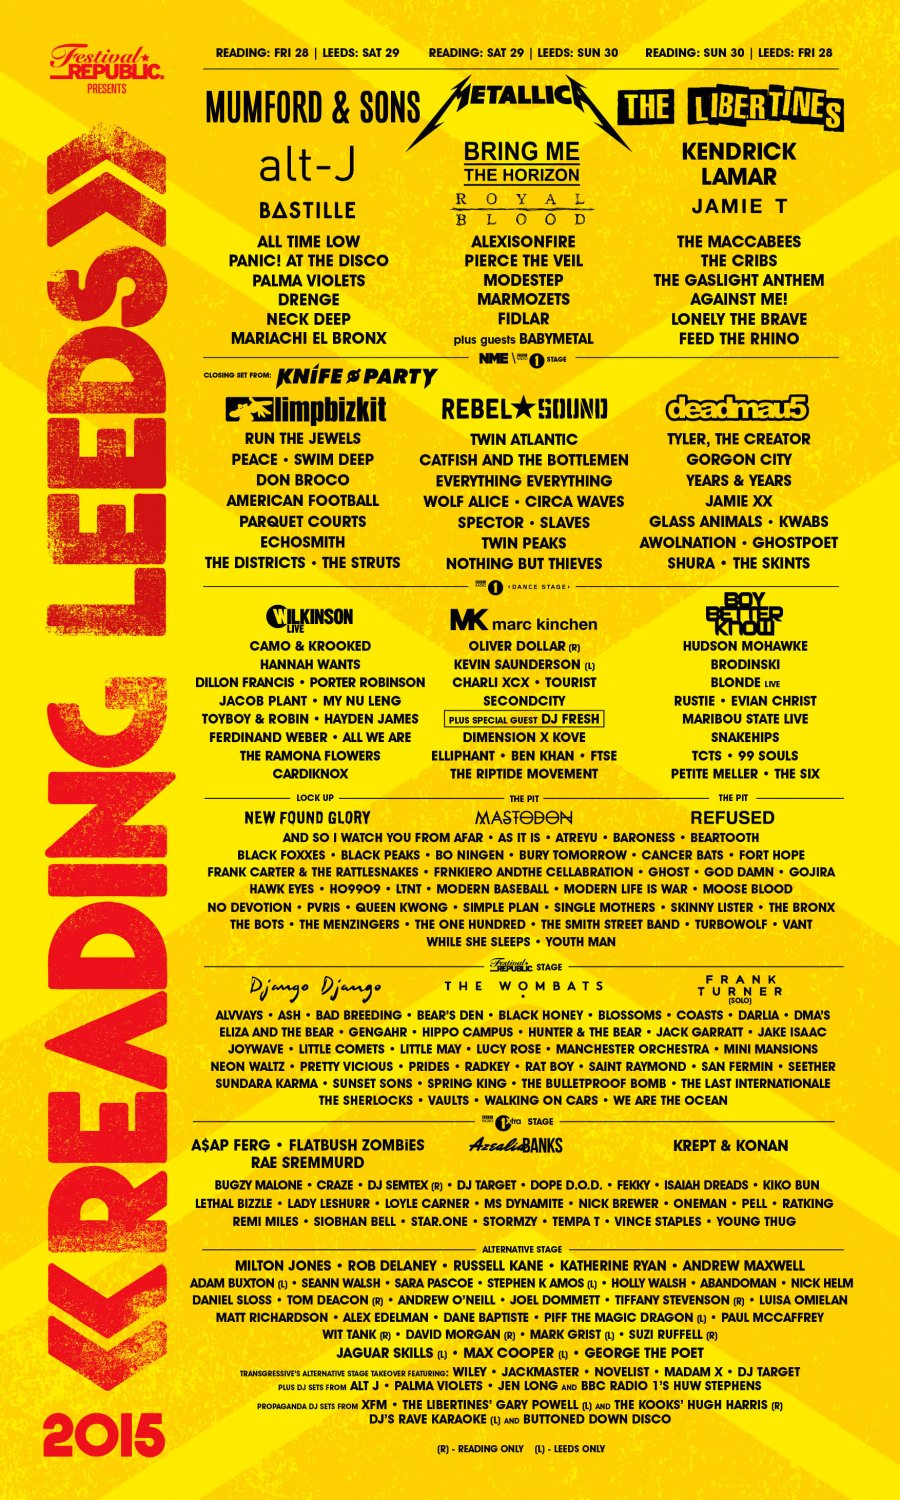 Festival
REPUBLIC.
PRESENTS
READING: FRI 28 | LEEDS: SAT 29
READING: SAT 29 | LEEDS: SUN 30
READING: SUN 30 | LEEDS: FRI 28
MUMFORD & SONS
alt-J
BASTILLE
ALL TIME LOW
PANIC! AT THE DISCO
PALMA VIOLETS
DRENGE
NECK DEEP
MARIACHI EL BRONX
METALLICA
BRING ME
THE HORIZON
ROYAL
BLOOD
ALEXISONFIRE
PIERCE THE VEIL
MODESTEP
MARMOZETS
FIDLAR
plus guests BABYMETAL
THE LIBERTINES
KENDRICK
LAMAR
JAMIE T
THE MACCABEES
THE CRIBS
THE GASLIGHT ANTHEM
AGAINST ME!
LONELY THE BRAVE
FEED THE RHINO
NME \ BBC RADIO 1 STAGE
CLOSING SET FROM: KNIFE PARTY
limpbizkit
RUN THE JEWELS
PEACE • SWIM DEEP
DON BROCO
AMERICAN FOOTBALL
PARQUET COURTS
ECHOSMITH
THE DISTRICTS • THE STRUTS
REBEL★SOUND
TWIN ATLANTIC
CATFISH AND THE BOTTLEMEN
EVERYTHING EVERYTHING
WOLF ALICE • CIRCA WAVES
SPECTOR • SLAVES
TWIN PEAKS
NOTHING BUT THIEVES
deadmau5
TYLER, THE CREATOR
GORGON CITY
YEARS & YEARS
JAMIE XX
GLASS ANIMALS • KWABS
AWOLNATION • GHOSTPOET
SHURA • THE SKINTS
BBC RADIO 1 ‹DANCE STAGE›
WILKINSON
LIVE
CAMO & KROOKED
HANNAH WANTS
DILLON FRANCIS • PORTER ROBINSON
JACOB PLANT • MY NU LENG
TOYBOY & ROBIN • HAYDEN JAMES
FERDINAND WEBER • ALL WE ARE
THE RAMONA FLOWERS
CARDIKNOX
MK marc kinchen
OLIVER DOLLAR (R)
KEVIN SAUNDERSON (L)
CHARLI XCX • TOURIST
SECONDCITY
PLUS SPECIAL GUEST DJ FRESH
DIMENSION X KOVE
ELLIPHANT • BEN KHAN • FTSE
THE RIPTIDE MOVEMENT
BOY
BETTER
KNOW
HUDSON MOHAWKE
BRODINSKI
BLONDE LIVE
RUSTIE • EVIAN CHRIST
MARIBOU STATE LIVE
SNAKEHIPS
TCTS • 99 SOULS
PETITE MELLER • THE SIX
LOCK UP
THE PIT
THE PIT
NEW FOUND GLORY
MASTODON
REFUSED
AND SO I WATCH YOU FROM AFAR • AS IT IS • ATREYU • BARONESS • BEARTOOTH
BLACK FOXXES • BLACK PEAKS • BO NINGEN • BURY TOMORROW • CANCER BATS • FORT HOPE
FRANK CARTER & THE RATTLESNAKES • FRNKIERO ANDTHE CELLABRATION • GHOST • GOD DAMN • GOJIRA
HAWK EYES • HO99O9 • LTNT • MODERN BASEBALL • MODERN LIFE IS WAR • MOOSE BLOOD
NO DEVOTION • PVRIS • QUEEN KWONG • SIMPLE PLAN • SINGLE MOTHERS • SKINNY LISTER • THE BRONX
THE BOTS • THE MENZINGERS • THE ONE HUNDRED • THE SMITH STREET BAND • TURBOWOLF • VANT
WHILE SHE SLEEPS • YOUTH MAN
Festival REPUBLIC STAGE
Django Django
THE WOMBATS
FRANK
TURNER
(SOLO)
ALVVAYS • ASH • BAD BREEDING • BEAR'S DEN • BLACK HONEY • BLOSSOMS • COASTS • DARLIA • DMA'S
ELIZA AND THE BEAR • GENGAHR • HIPPO CAMPUS • HUNTER & THE BEAR • JACK GARRATT • JAKE ISAAC
JOYWAVE • LITTLE COMETS • LITTLE MAY • LUCY ROSE • MANCHESTER ORCHESTRA • MINI MANSIONS
NEON WALTZ • PRETTY VICIOUS • PRIDES • RADKEY • RAT BOY • SAINT RAYMOND • SAN FERMIN • SEETHER
SUNDARA KARMA • SUNSET SONS • SPRING KING • THE BULLETPROOF BOMB • THE LAST INTERNATIONALE
THE SHERLOCKS • VAULTS • WALKING ON CARS • WE ARE THE OCEAN
BBC RADIO 1xtra STAGE
A$AP FERG • FLATBUSH ZOMBiES
RAE SREMMURD
Azealia BANKS
KREPT & KONAN
BUGZY MALONE • CRAZE • DJ SEMTEX (R) • DJ TARGET • DOPE D.O.D. • FEKKY • ISAIAH DREADS • KIKO BUN
LETHAL BIZZLE • LADY LESHURR • LOYLE CARNER • MS DYNAMITE • NICK BREWER • ONEMAN • PELL • RATKING
REMI MILES • SIOBHAN BELL • STAR.ONE • STORMZY • TEMPA T • VINCE STAPLES • YOUNG THUG
ALTERNATIVE STAGE
MILTON JONES • ROB DELANEY • RUSSELL KANE • KATHERINE RYAN • ANDREW MAXWELL
ADAM BUXTON (L) • SEANN WALSH • SARA PASCOE • STEPHEN K AMOS (L) • HOLLY WALSH • ABANDOMAN • NICK HELM
DANIEL SLOSS • TOM DEACON (R) • ANDREW O'NEILL • JOEL DOMMETT • TIFFANY STEVENSON (R) • LUISA OMIELAN
MATT RICHARDSON • ALEX EDELMAN • DANE BAPTISTE • PIFF THE MAGIC DRAGON (L) • PAUL MCCAFFREY
WIT TANK (R) • DAVID MORGAN (R) • MARK GRIST (L) • SUZI RUFFELL (R)
JAGUAR SKILLS (L) • MAX COOPER (L) • GEORGE THE POET
TRANSGRESSIVE'S ALTERNATIVE STAGE TAKEOVER FEATURING: WILEY • JACKMASTER • NOVELIST • MADAM X • DJ TARGET
PLUS DJ SETS FROM ALT J • PALMA VIOLETS • JEN LONG AND BBC RADIO 1'S HUW STEPHENS
PROPAGANDA DJ SETS FROM XFM • THE LIBERTINES' GARY POWELL (L) AND THE KOOKS' HUGH HARRIS (R)
DJ'S RAVE KARAOKE (L) AND BUTTONED DOWN DISCO
(R) - READING ONLY (L) - LEEDS ONLY
READING LEEDS
2015